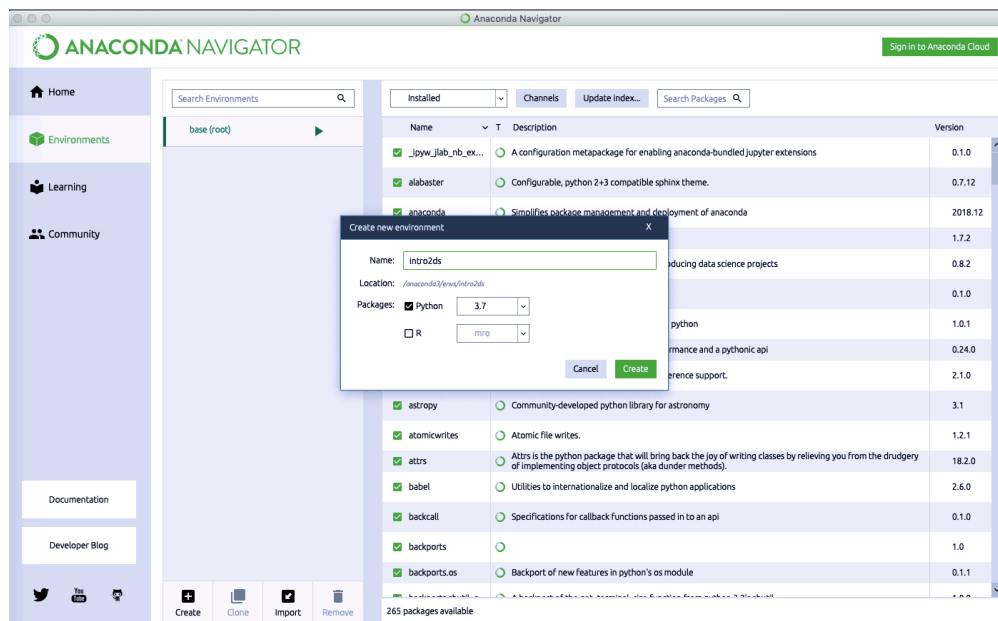 Anaconda Navigator
ANACONDA NAVIGATOR
Sign in to Anaconda Cloud
Home
Environments
Learning
Community
Documentation
Developer Blog
You
Tube
Search Environments
base (root)
Create
Clone
Import
Remove
Installed
Channels
Update index...
Search Packages
Name T Description Version
_ipyw_jlab_nb_ex... A configuration metapackage for enabling anaconda-bundled jupyter extensions 0.1.0
alabaster Configurable, python 2+3 compatible sphinx theme. 0.7.12
anaconda Simplifies package management and deployment of anaconda 2018.12
1.7.2
oducing data science projects 0.8.2
0.1.0
python 1.0.1
rmance and a pythonic api 0.24.0
erence support. 2.1.0
astropy Community-developed python library for astronomy 3.1
atomicwrites Atomic file writes. 1.2.1
attrs Attrs is the python package that will bring back the joy of writing classes by relieving you from the drudgery
of implementing object protocols (aka dunder methods). 18.2.0
babel Utilities to internationalize and localize python applications 2.6.0
backcall Specifications for callback functions passed in to an api 0.1.0
backports 1.0
backports.os Backport of new features in python's os module 0.1.1
265 packages available
Create new environment X
Name: intro2ds
Location: /anaconda3/envs/intro2ds
Packages: Python 3.7
R mro
Cancel Create